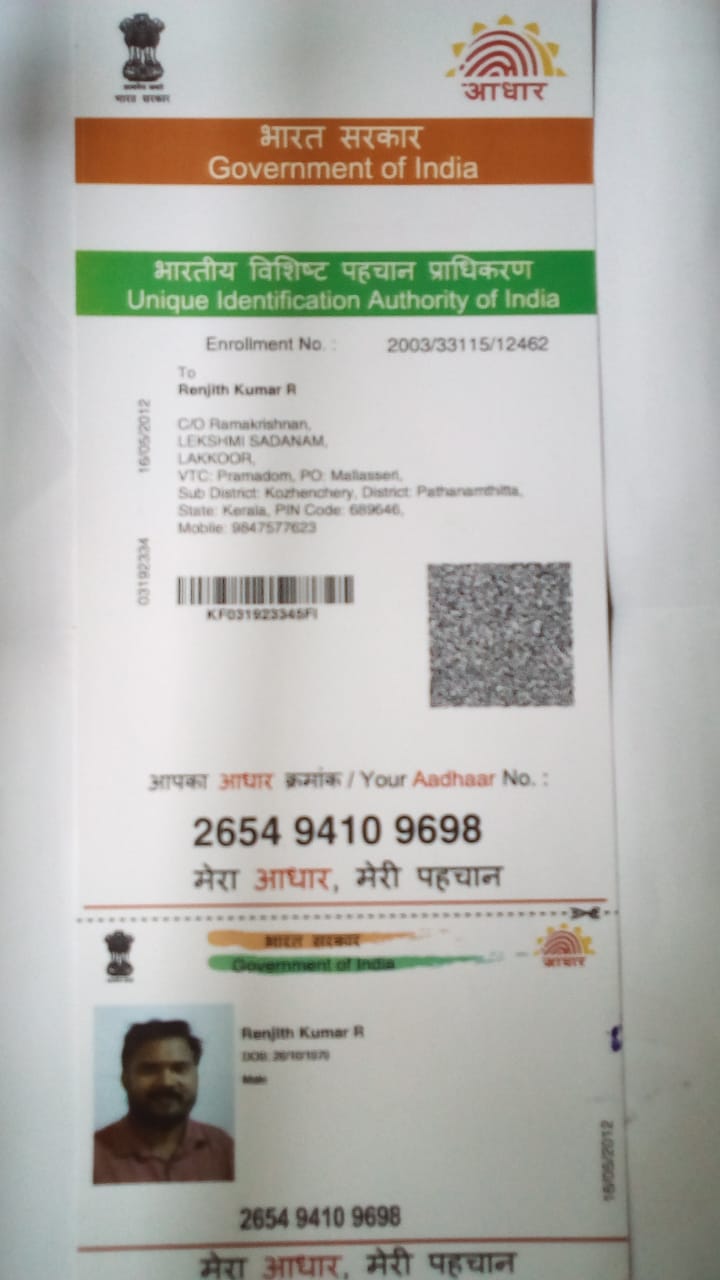 भारत सरकार
आधार
भारत सरकार
Government of India
भारतीय विशिष्ट पहचान प्राधिकरण
Unique Identification Authority of India
Enrollment No. : 2003/33115/12462
To
Renjith Kumar R
C/O Ramakrishnan,
LEKSHMI SADANAM,
LAKKOOR,
VTC: Pramadom, PO: Mallasseri,
Sub District: Kozhenchery, District: Pathanamthitta,
State: Kerala, PIN Code: 689646,
Mobile: 9847577623
16/05/2012
03192334
KF031923345FI
आपका आधार क्रमांक / Your Aadhaar No. :
2654 9410 9698
मेरा आधार, मेरी पहचान
भारत सरकार
Government of India
आधार
Renjith Kumar R
DOB: 26/10/1970
Male
16/05/2012
2654 9410 9698
मेरा आधार, मेरी पहचान